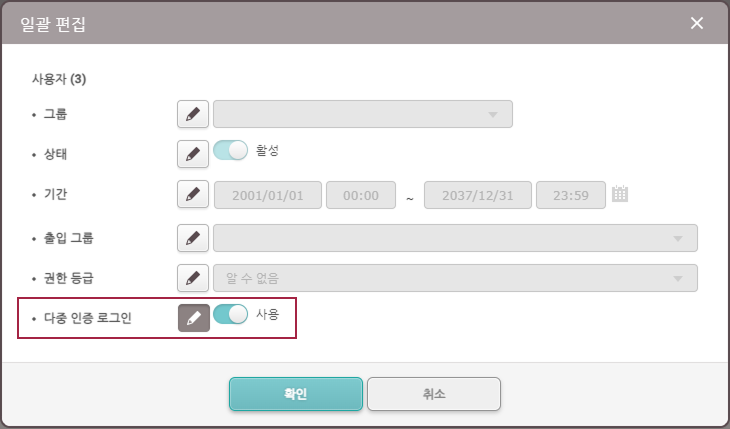 일괄 편집
사용자 (3)
• 그룹
• 상태 활성
• 기간 2001/01/01 00:00 ~ 2037/12/31 23:59
• 출입 그룹
• 권한 등급 알 수 없음
• 다중 인증 로그인 사용
확인 취소